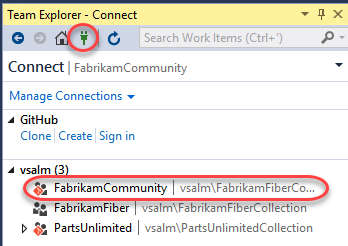 Team Explorer - Connect
Search Work Items (Ctrl+')
Connect | FabrikamCommunity
Manage Connections
GitHub
Clone | Create | Sign in
vsalm (3)
FabrikamCommunity | vsalm\FabrikamFiberCo...
FabrikamFiber | vsalm\FabrikamFiberCollection
PartsUnlimited | vsalm\PartsUnlimitedCollection